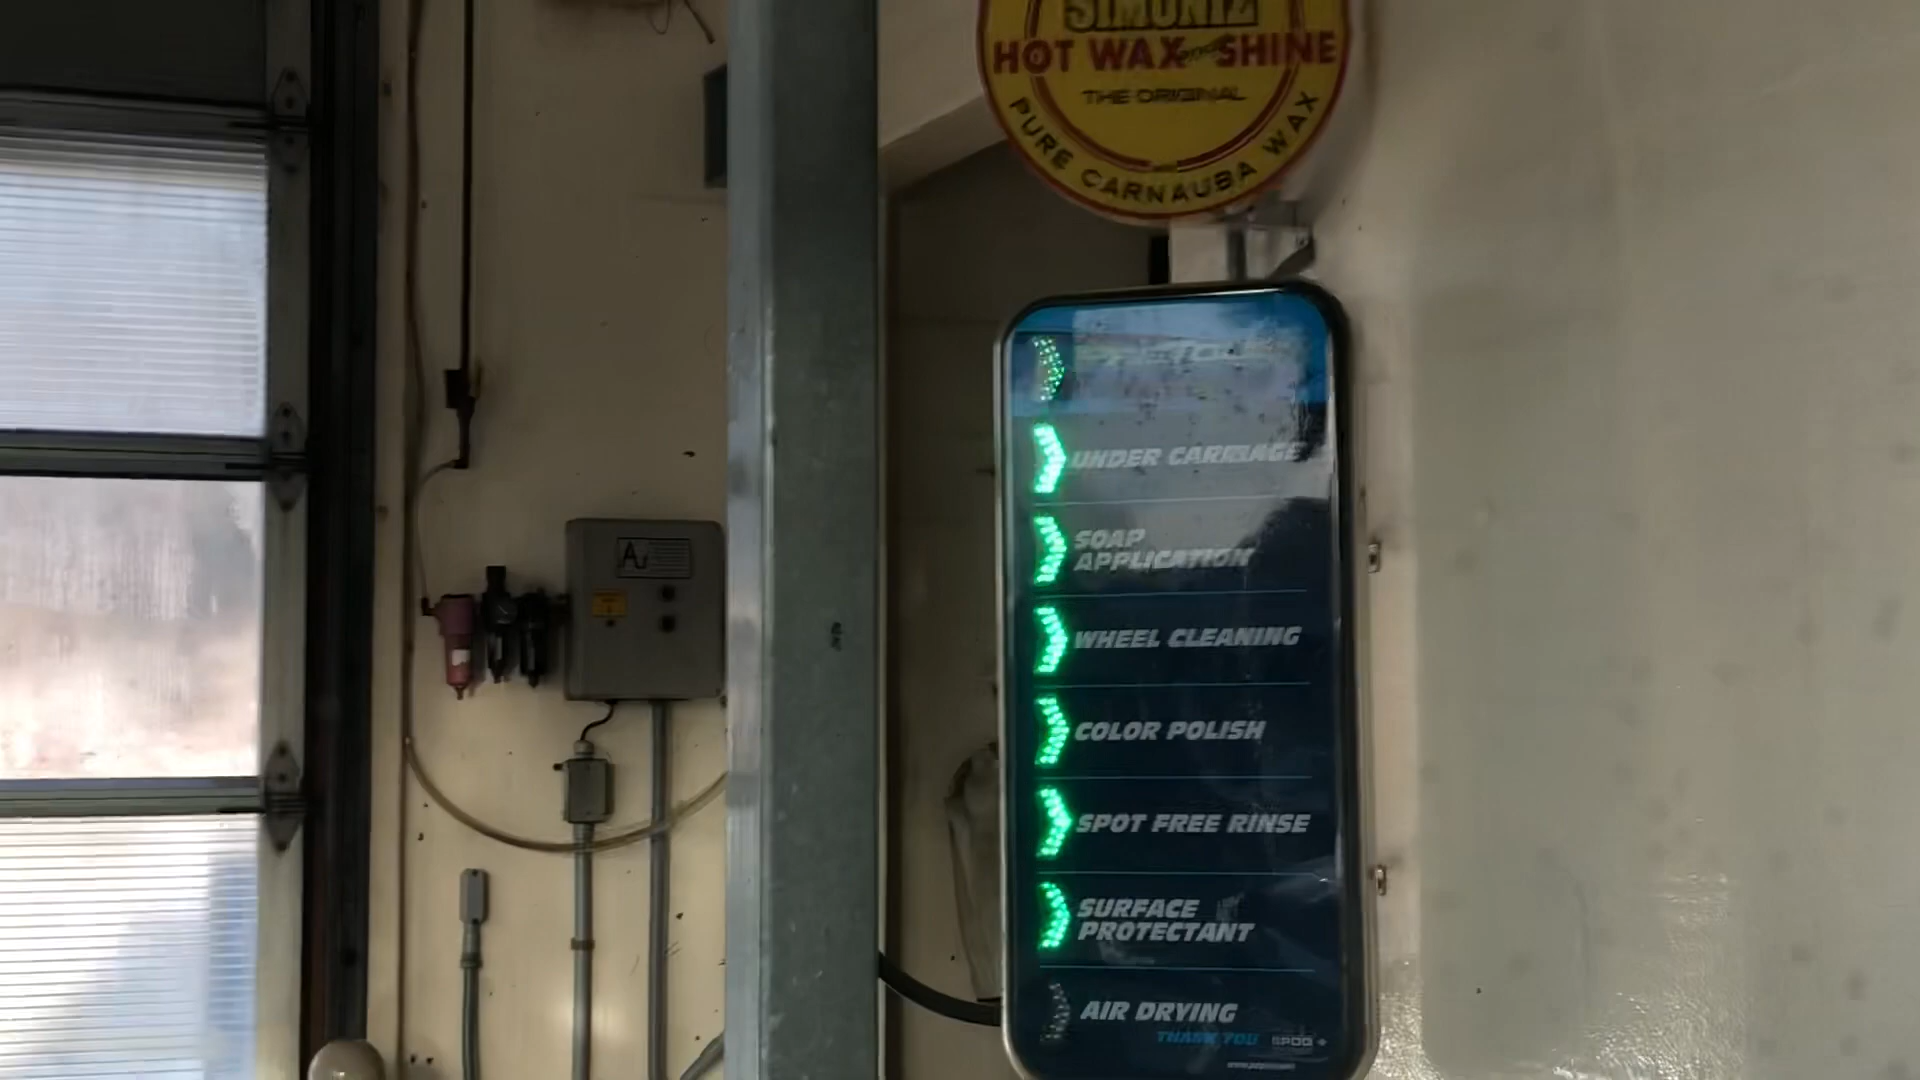 SIMONIZ
HOT WAX and SHINE
THE ORIGINAL
PURE CARNAUBA WAX
UNDER CARRIAGE
SOAP
APPLICATION
WHEEL CLEANING
COLOR POLISH
SPOT FREE RINSE
SURFACE
PROTECTANT
AIR DRYING
THANK YOU